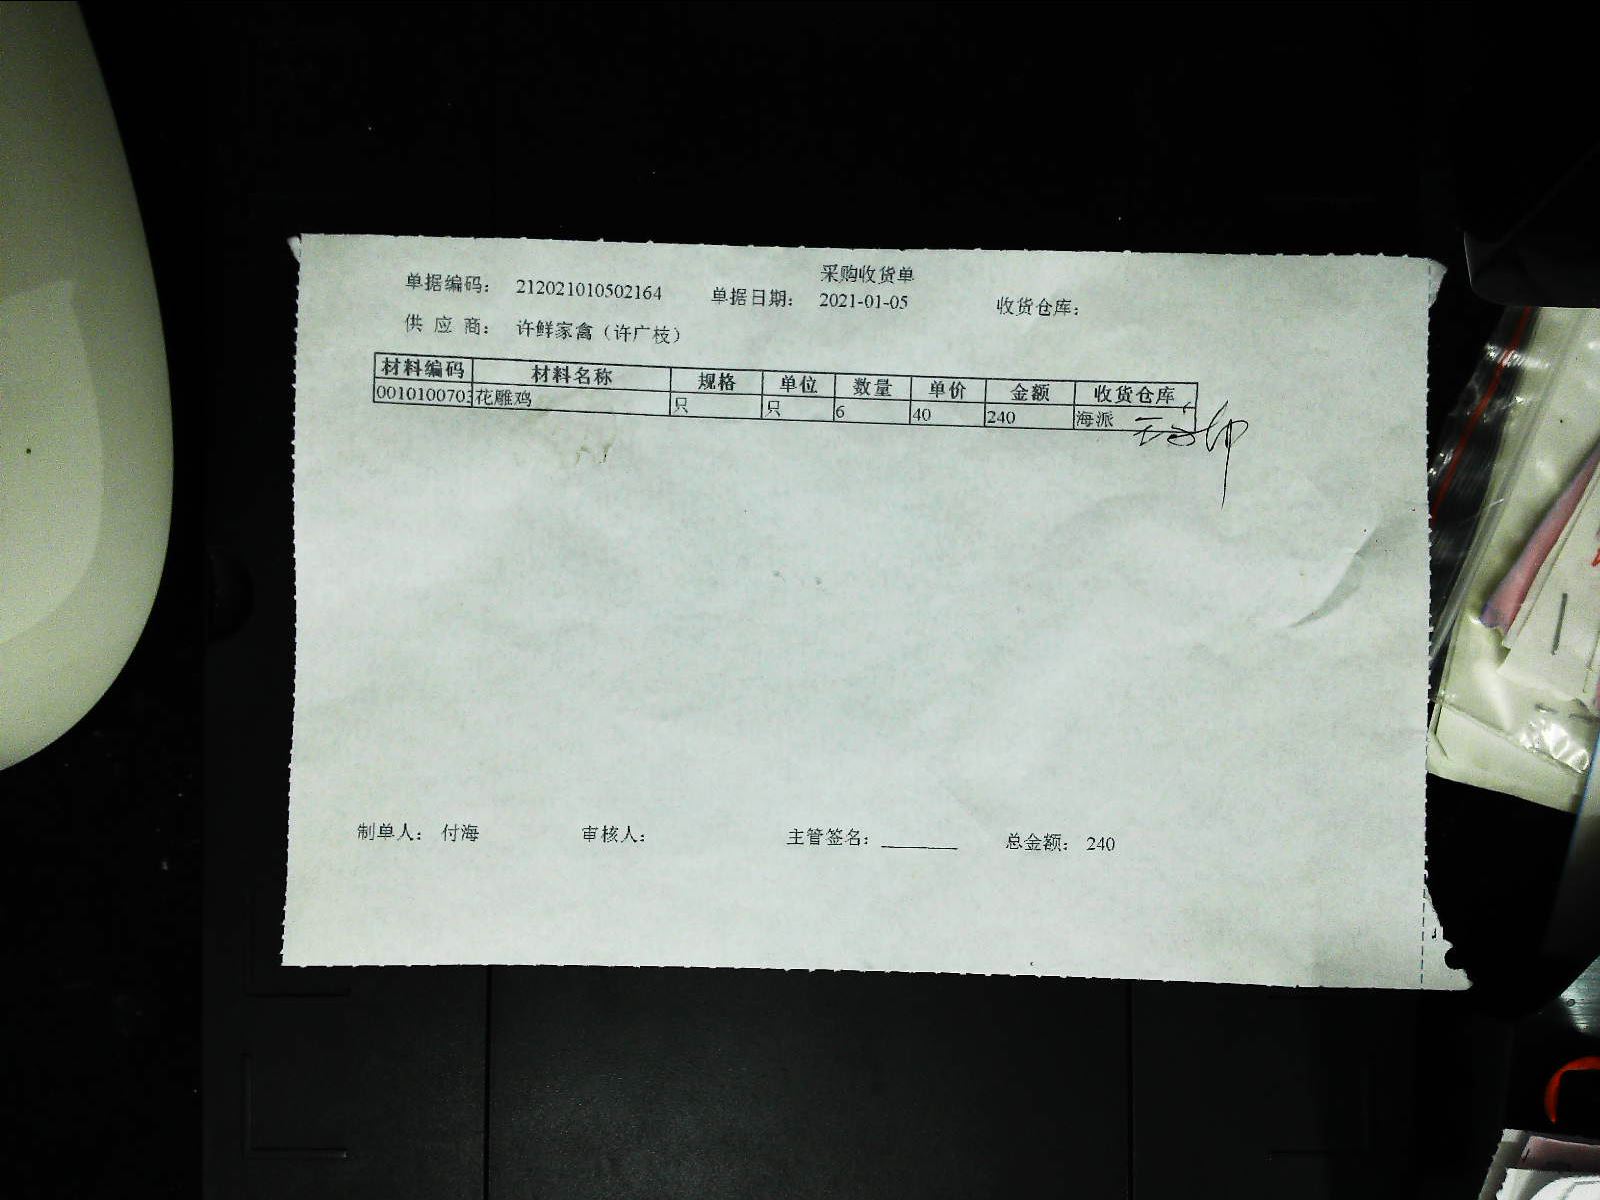 采购收货单
单据编码： 212021010502164 单据日期： 2021-01-05 收货仓库：
供 应 商： 许鲜家禽（许广枝）
材料编码 材料名称 规格 单位 数量 单价 金额 收货仓库
0010100703 花雕鸡 只 只 6 40 240 海派
制单人： 付海 审核人： 主管签名： 总金额： 240